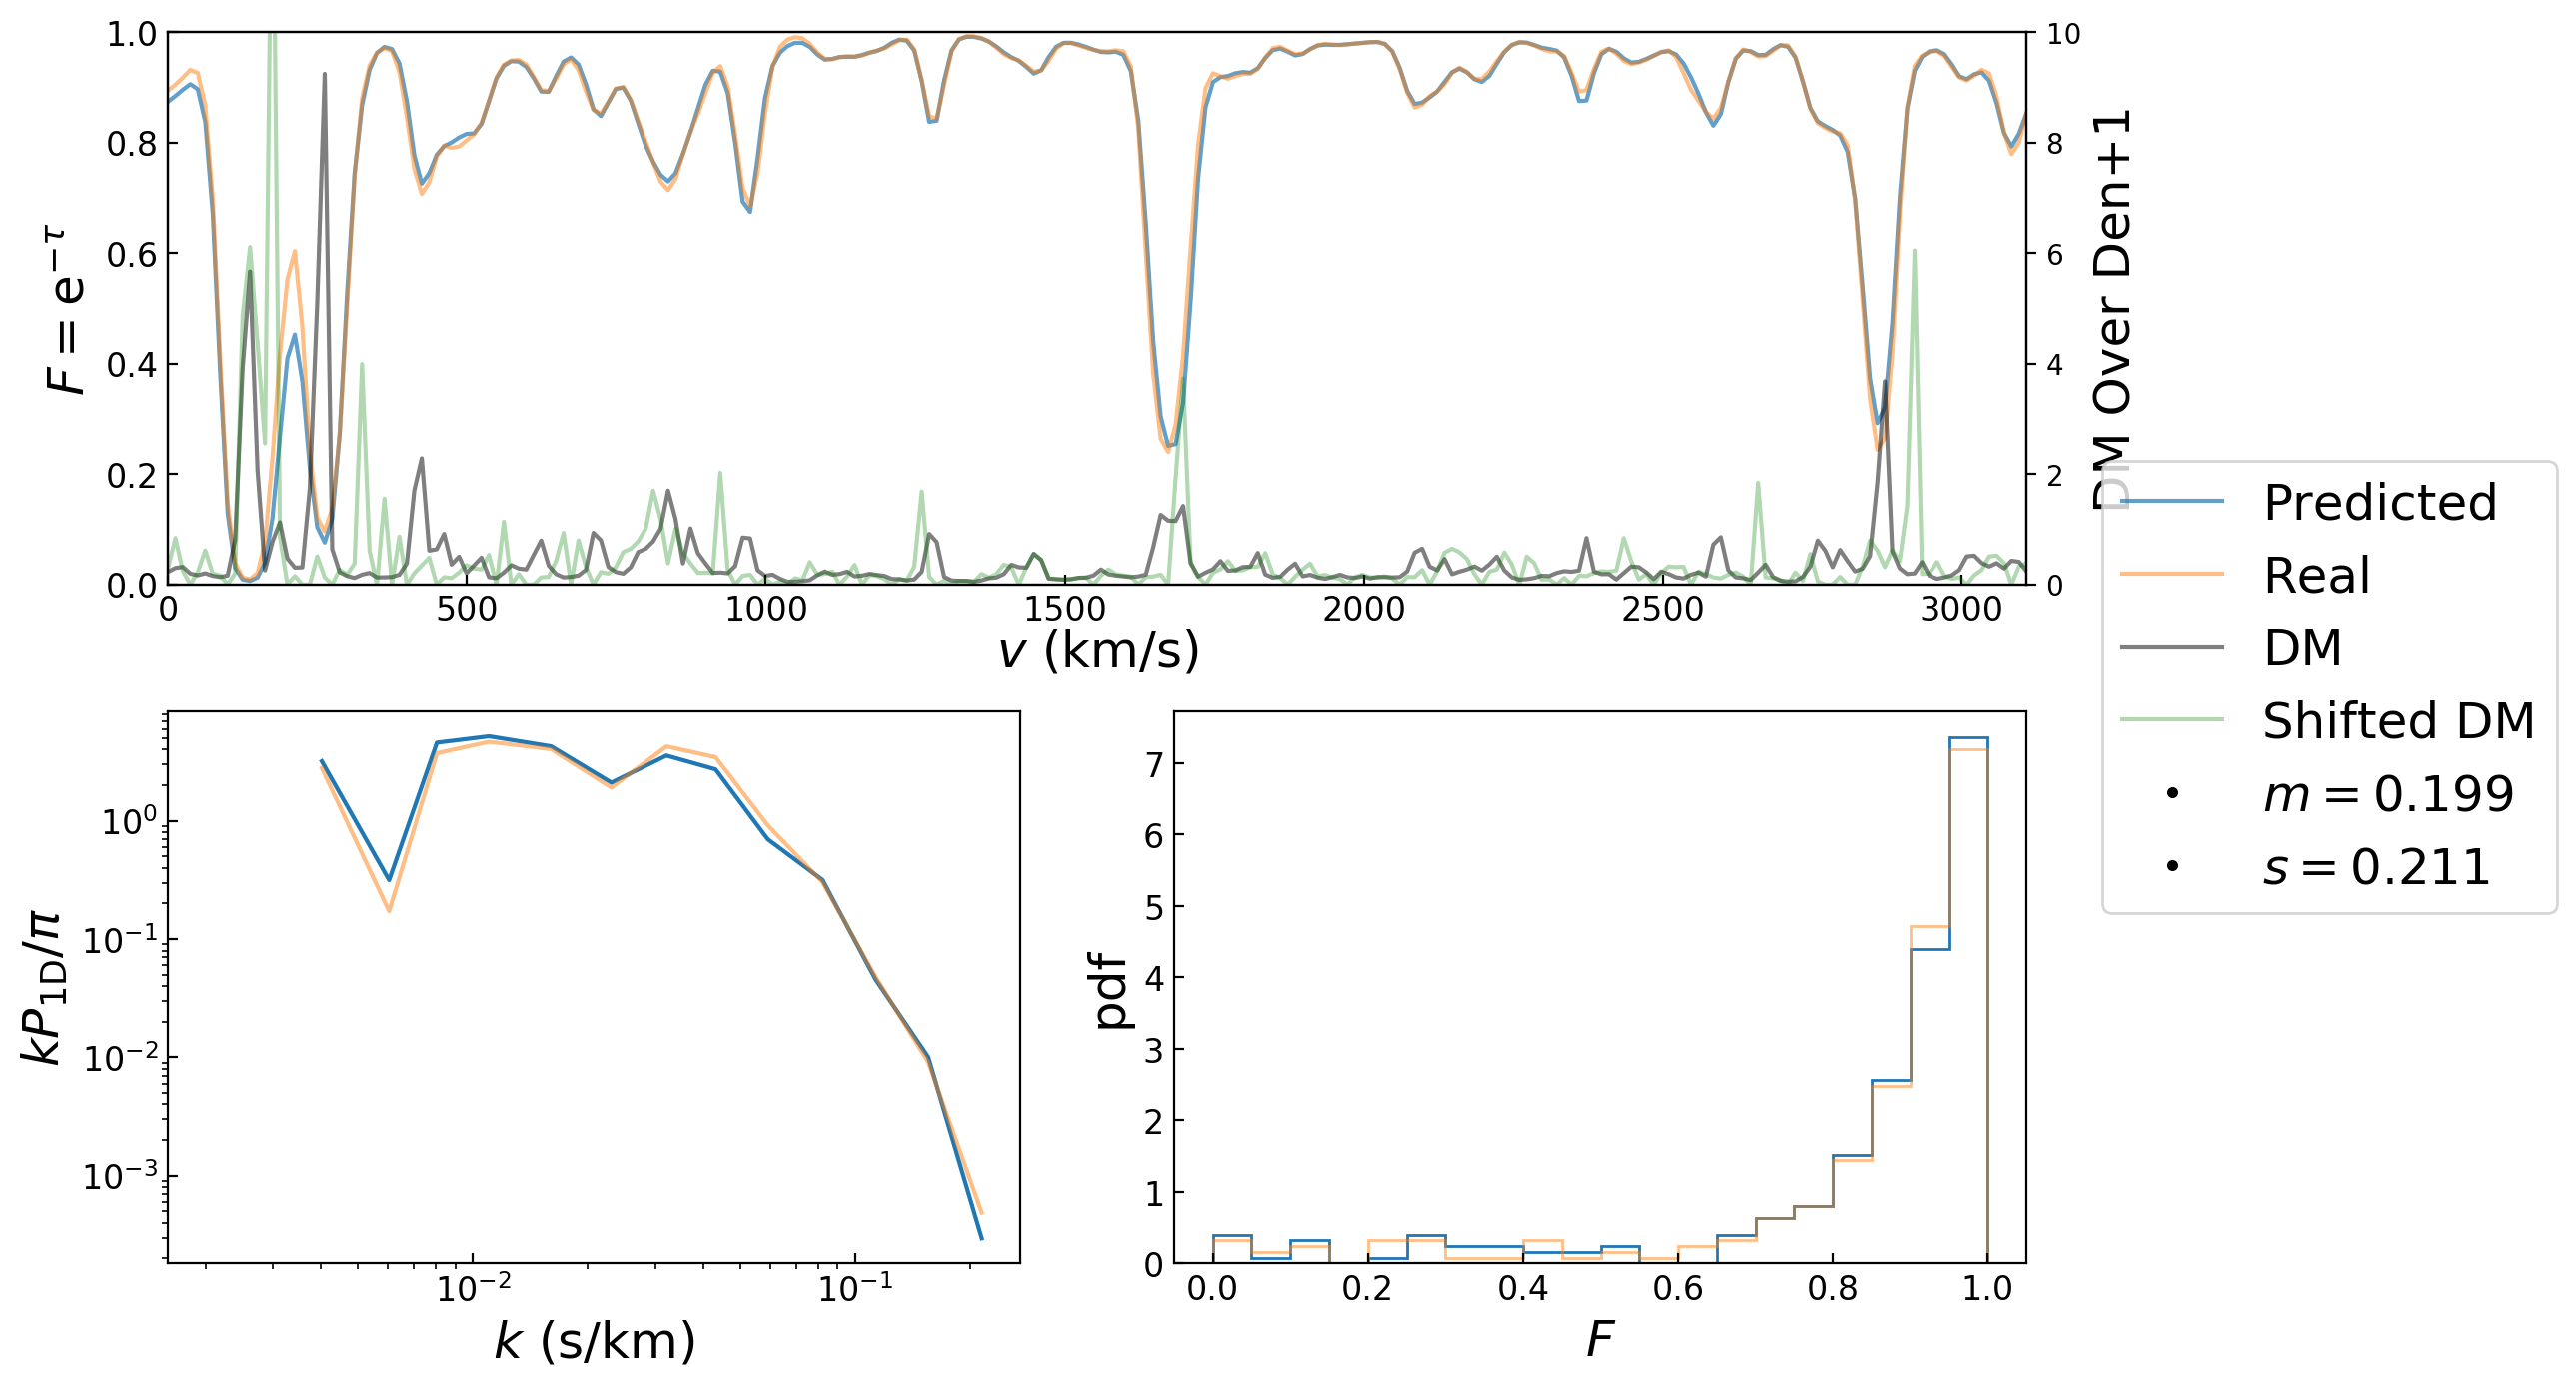 1.0
0.8
0.6
0.4
0.2
0.0
F = e^{−τ}
10
8
6
4
2
0
DM Over Den+1
0 500 1000 1500 2000 2500 3000
v (km/s)
Predicted
Real
DM
Shifted DM
m = 0.199
s = 0.211
10^0
10^{−1}
10^{−2}
10^{−3}
kP_{1D}/π
10^{−2} 10^{−1}
k (s/km)
7
6
5
4
3
2
1
0
pdf
0.0 0.2 0.4 0.6 0.8 1.0
F